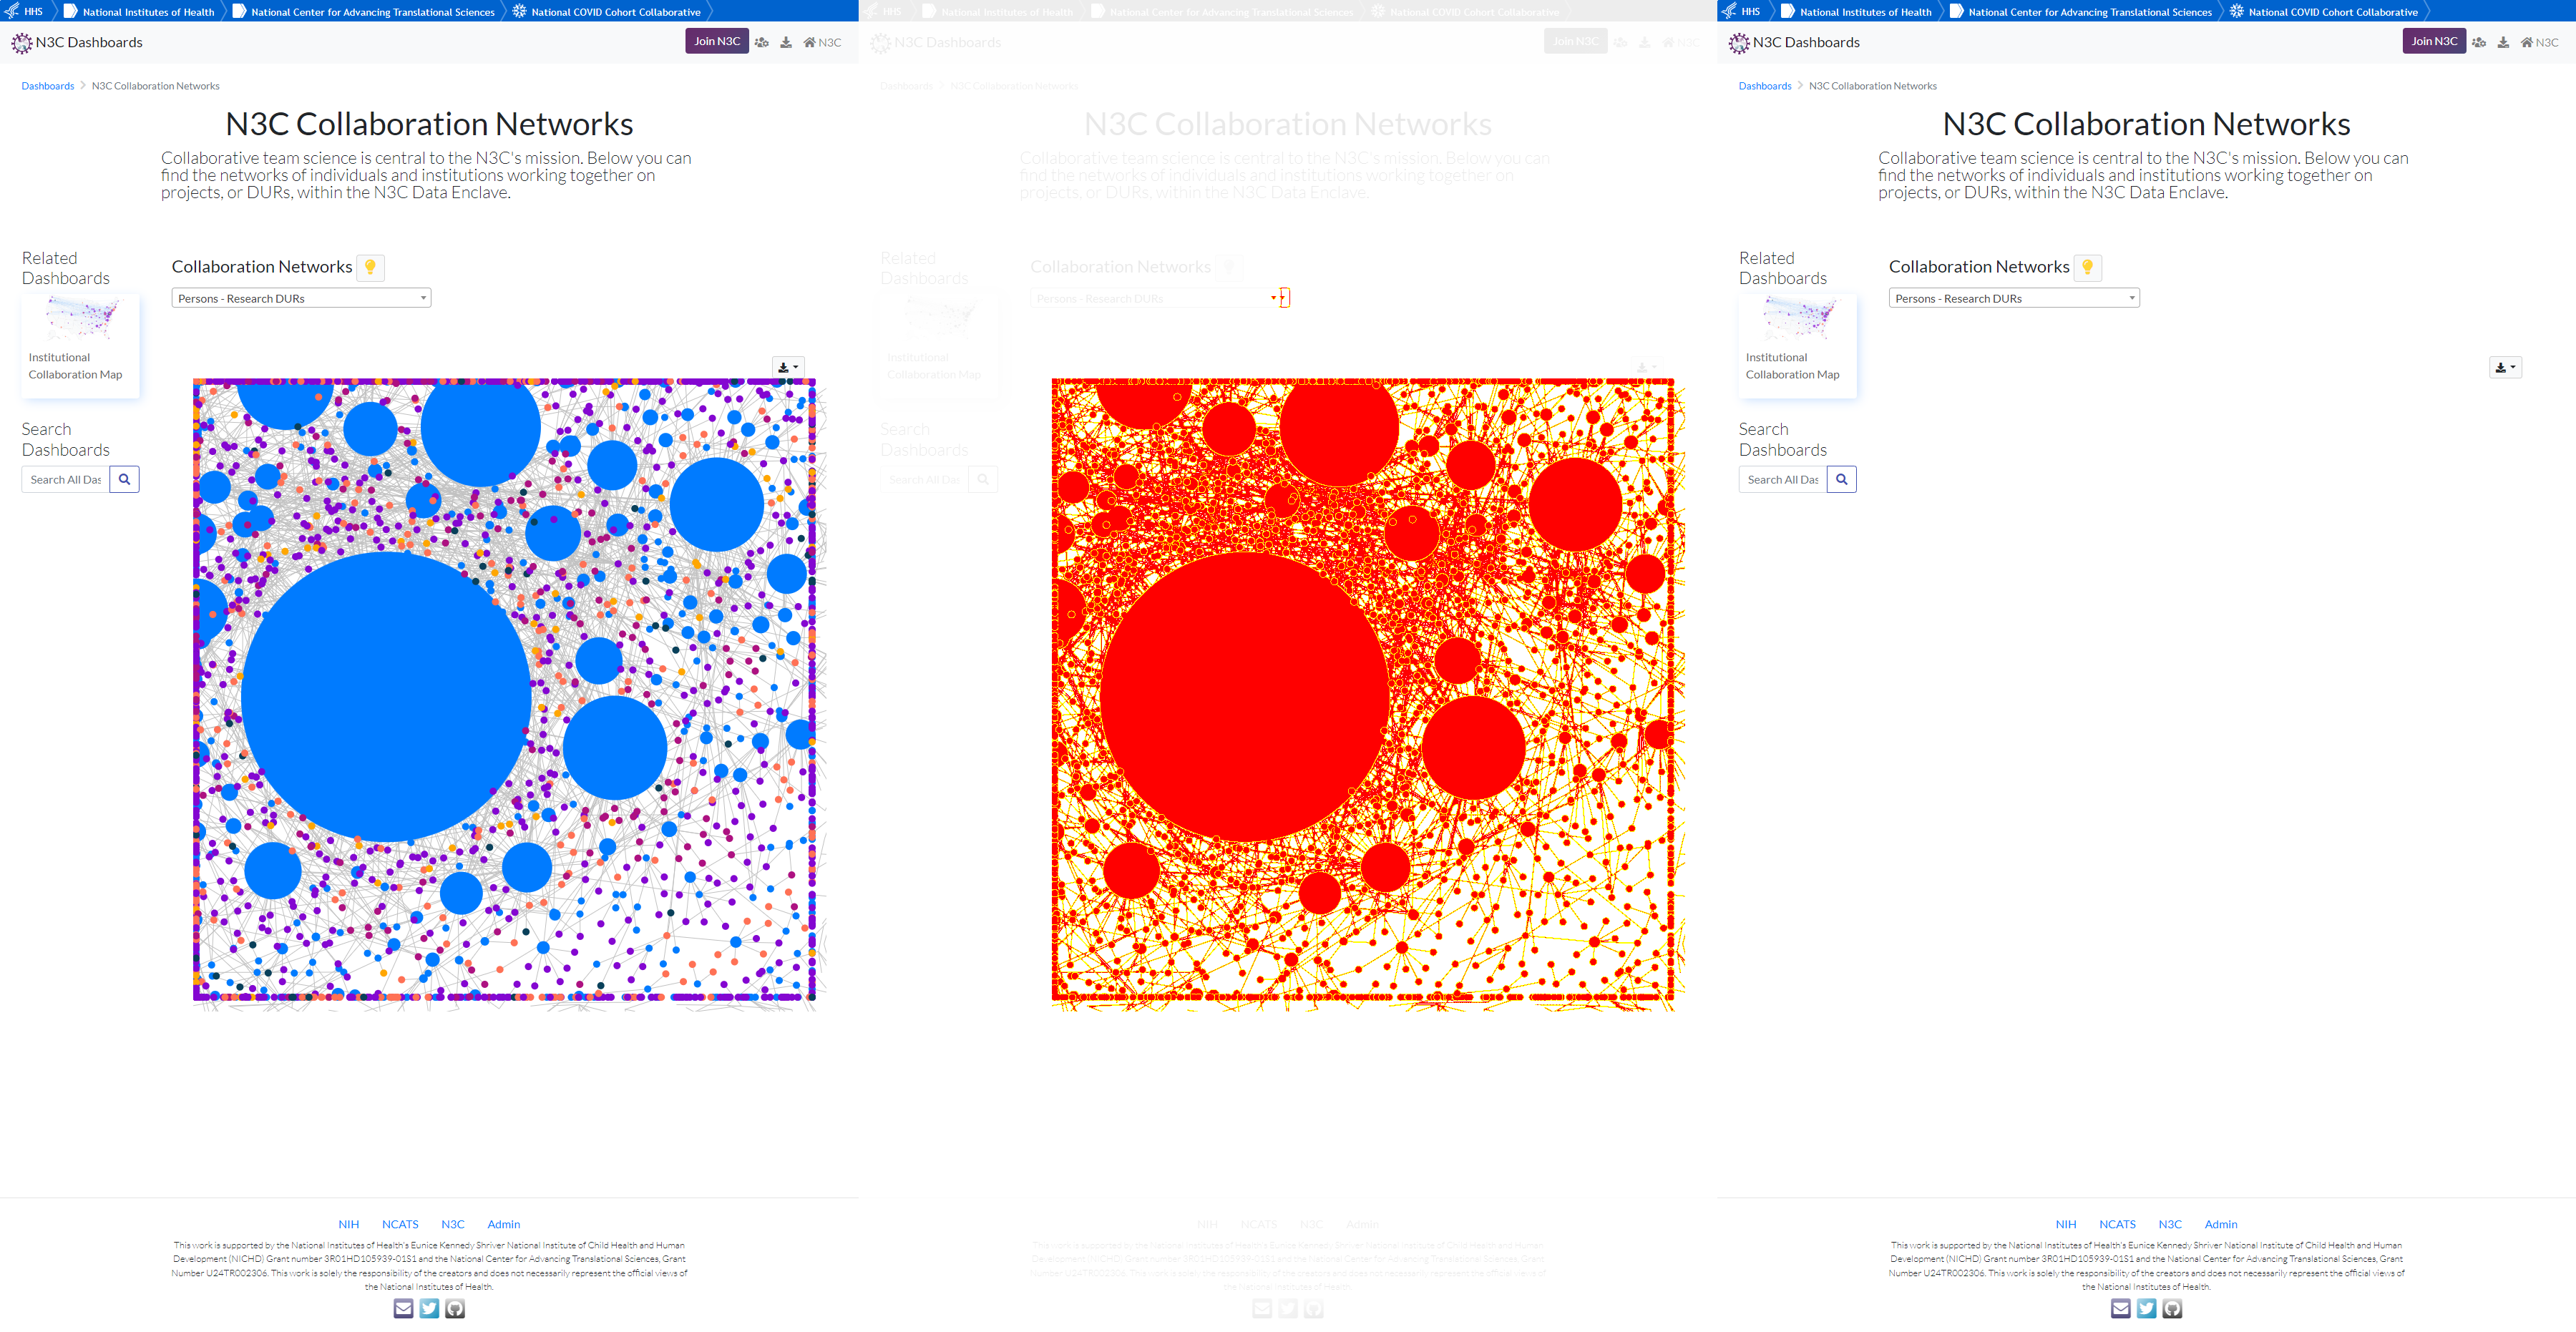 HHS National Institutes of Health National Center for Advancing Translational Sciences National COVID Cohort Collaborative
N3C Dashboards Join N3C N3C
Dashboards N3C Collaboration Networks
N3C Collaboration Networks
Collaborative team science is central to the N3C's mission. Below you can
find the networks of individuals and institutions working together on
projects, or DURs, within the N3C Data Enclave.
Related
Dashboards
Institutional
Collaboration Map
Search
Dashboards
Search All Das
Collaboration Networks
Persons - Research DURs
NIH NCATS N3C Admin
This work is supported by the National Institutes of Health's Eunice Kennedy Shriver National Institute of Child Health and Human
Development (NICHD) Grant number 3R01HD105939-01S1 and the National Center for Advancing Translational Sciences, Grant
Number U24TR002306. This work is solely the responsibility of the creators and does not necessarily represent the official views of
the National Institutes of Health.
HHS National Institutes of Health National Center for Advancing Translational Sciences National COVID Cohort Collaborative
N3C Dashboards Join N3C N3C
Dashboards N3C Collaboration Networks
N3C Collaboration Networks
Collaborative team science is central to the N3C's mission. Below you can
find the networks of individuals and institutions working together on
projects, or DURs, within the N3C Data Enclave.
Related
Dashboards
Institutional
Collaboration Map
Search
Dashboards
Search All Das
Collaboration Networks
Persons - Research DURs
NIH NCATS N3C Admin
This work is supported by the National Institutes of Health's Eunice Kennedy Shriver National Institute of Child Health and Human
Development (NICHD) Grant number 3R01HD105939-01S1 and the National Center for Advancing Translational Sciences, Grant
Number U24TR002306. This work is solely the responsibility of the creators and does not necessarily represent the official views of
the National Institutes of Health.
HHS National Institutes of Health National Center for Advancing Translational Sciences National COVID Cohort Collaborative
N3C Dashboards Join N3C N3C
Dashboards N3C Collaboration Networks
N3C Collaboration Networks
Collaborative team science is central to the N3C's mission. Below you can
find the networks of individuals and institutions working together on
projects, or DURs, within the N3C Data Enclave.
Related
Dashboards
Institutional
Collaboration Map
Search
Dashboards
Search All Das
Collaboration Networks
Persons - Research DURs
NIH NCATS N3C Admin
This work is supported by the National Institutes of Health's Eunice Kennedy Shriver National Institute of Child Health and Human
Development (NICHD) Grant number 3R01HD105939-01S1 and the National Center for Advancing Translational Sciences, Grant
Number U24TR002306. This work is solely the responsibility of the creators and does not necessarily represent the official views of
the National Institutes of Health.